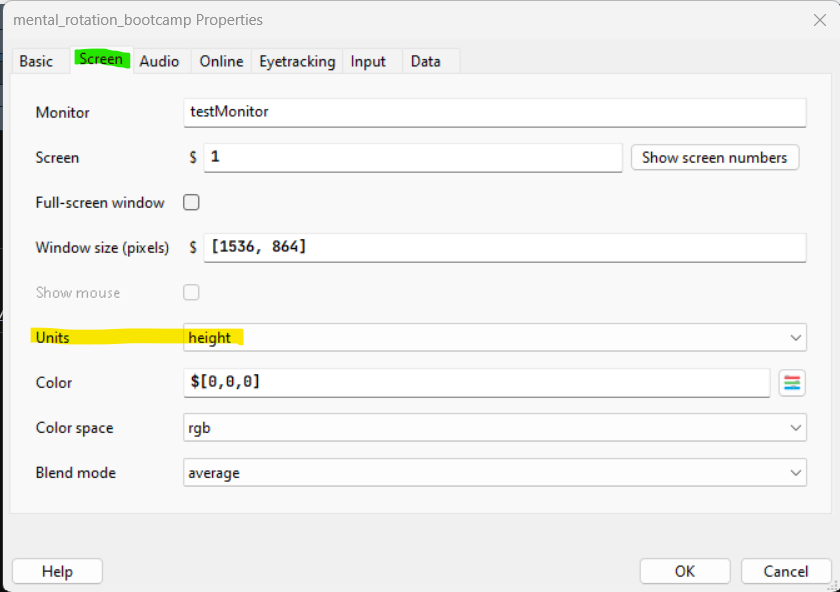 mental_rotation_bootcamp Properties
Basic Screen Audio Online Eyetracking Input Data
Monitor testMonitor
Screen $ 1 Show screen numbers
Full-screen window
Window size (pixels) $ [1536, 864]
Show mouse
Units height
Color $[0,0,0]
Color space rgb
Blend mode average
Help OK Cancel